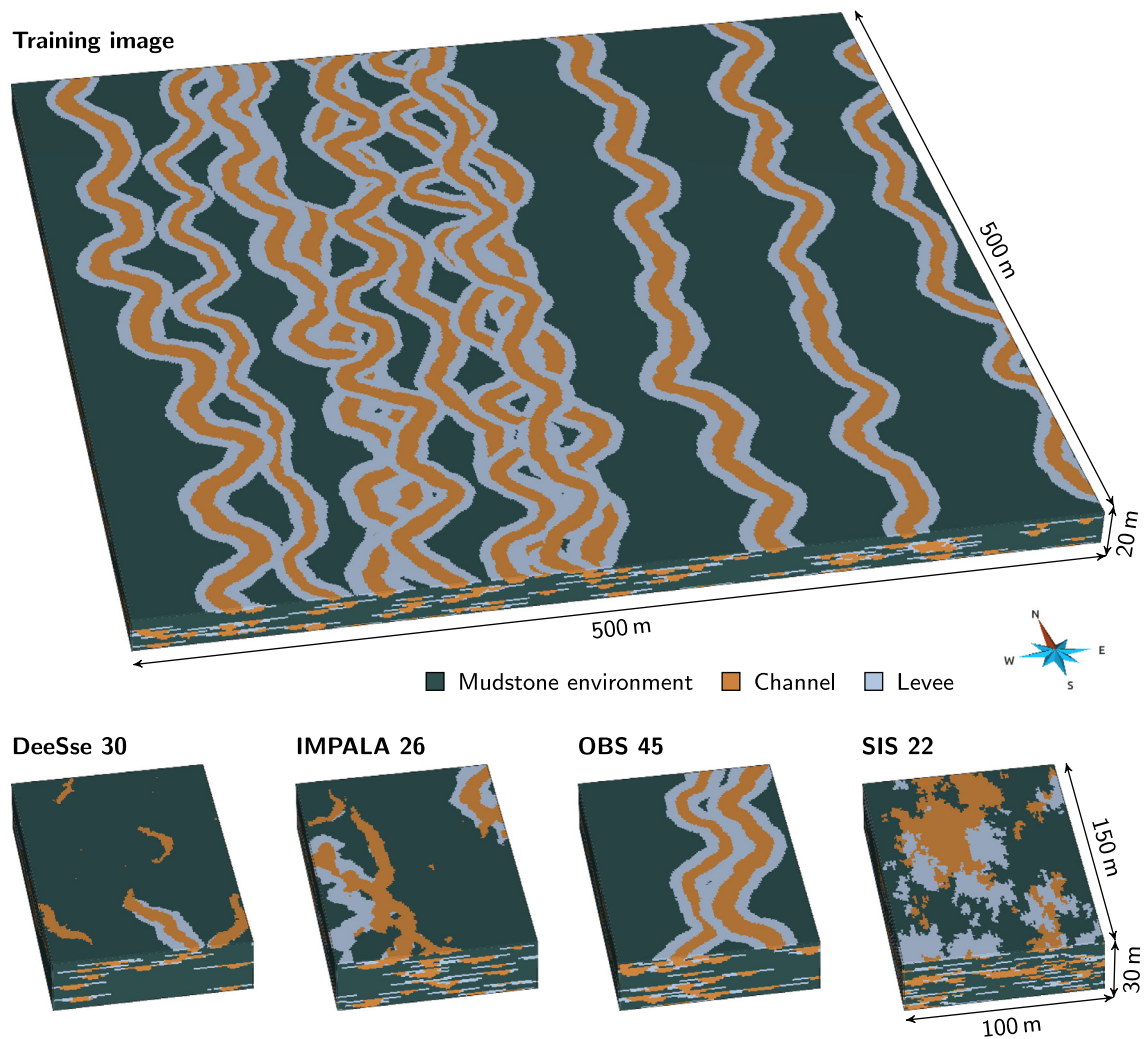 Training image
500 m
20 m
500 m
N
W E
S
Mudstone environment Channel Levee
DeeSse 30 IMPALA 26 OBS 45 SIS 22
150 m
30 m
100 m